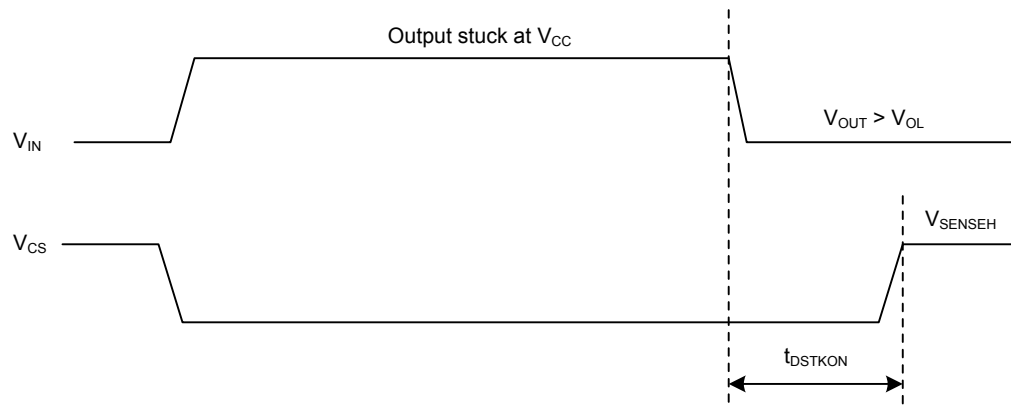 Output stuck at V_CC
V_IN
V_OUT > V_OL
V_CS
V_SENSEH
t_DSTKON